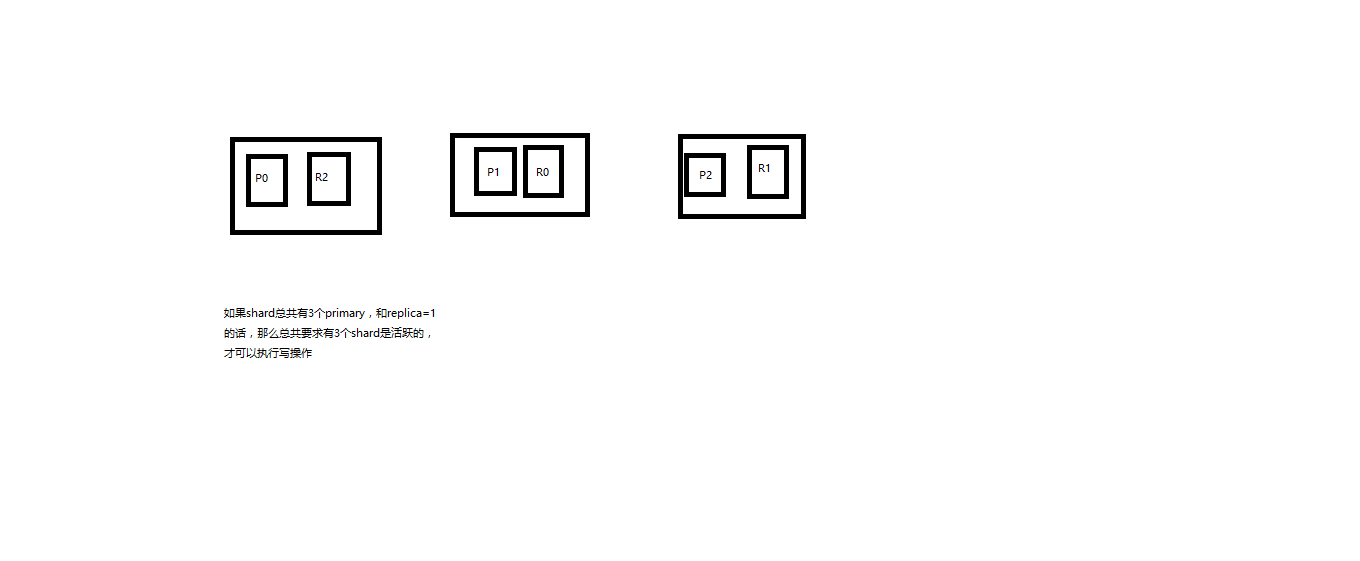 P0
R2
P1
R0
P2
R1
如果shard总共有3个primary，和replica=1
的话，那么总共要求有3个shard是活跃的，
才可以执行写操作